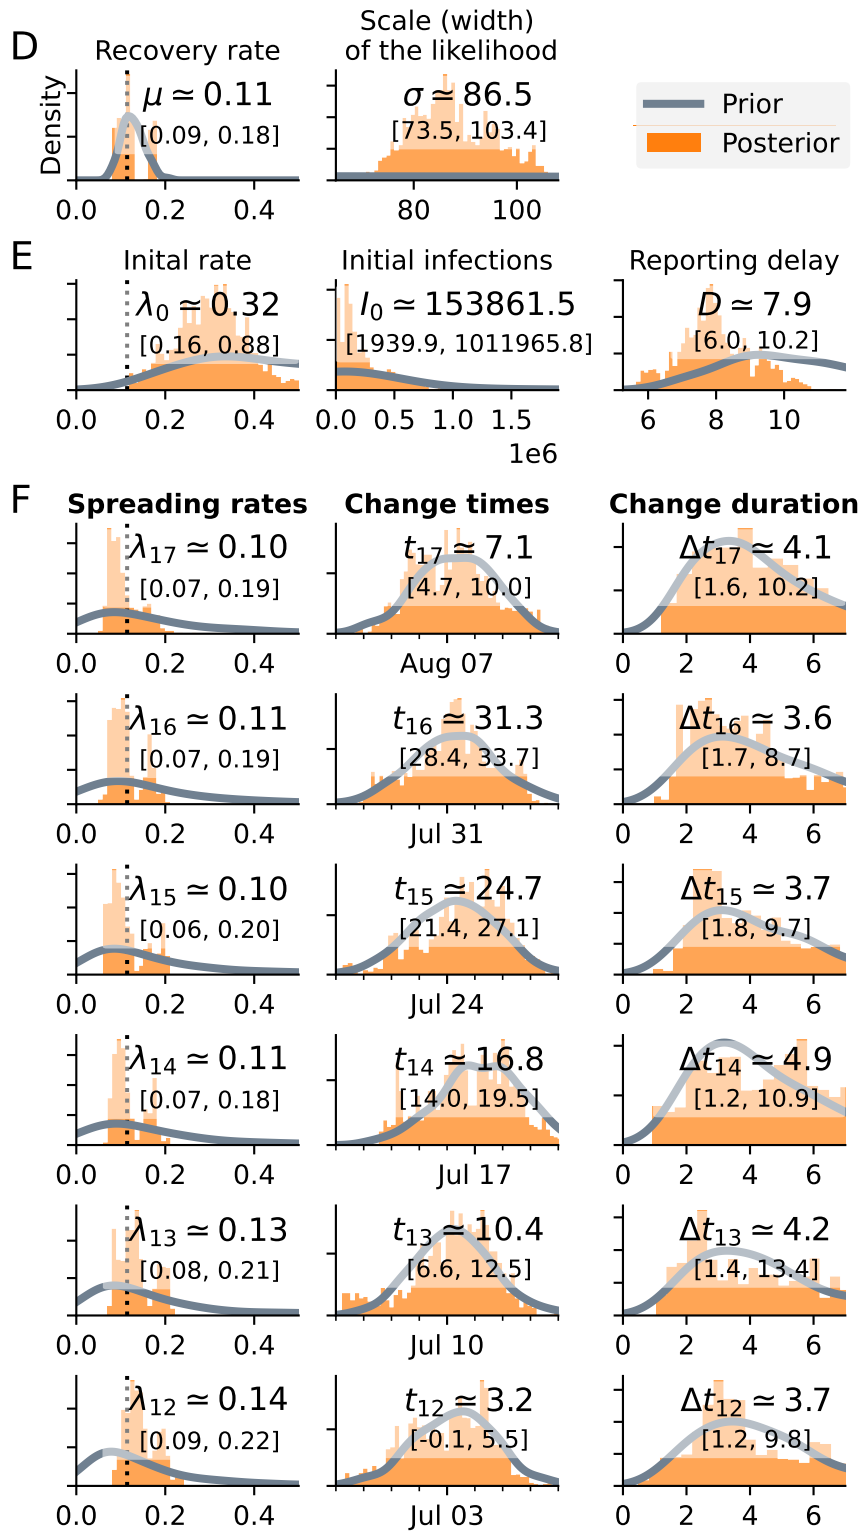 D
Recovery rate
Scale (width)
of the likelihood
Density
μ ≃ 0.11
[0.09, 0.18]
σ ≃ 86.5
[73.5, 103.4]
Prior
Posterior
0.0 0.2 0.4
80 100
E
Inital rate
Initial infections
Reporting delay
λ0 ≃ 0.32
[0.16, 0.88]
I0 ≃ 153861.5
[1939.9, 1011965.8]
D ≃ 7.9
[6.0, 10.2]
0.0 0.2 0.4
0.0 0.5 1.0 1.5
1e6
6 8 10
F
Spreading rates
Change times
Change duration
λ17 ≃ 0.10
[0.07, 0.19]
t17 ≃ 7.1
[4.7, 10.0]
Δt17 ≃ 4.1
[1.6, 10.2]
0.0 0.2 0.4
Aug 07
0 2 4 6
λ16 ≃ 0.11
[0.07, 0.19]
t16 ≃ 31.3
[28.4, 33.7]
Δt16 ≃ 3.6
[1.7, 8.7]
0.0 0.2 0.4
Jul 31
0 2 4 6
λ15 ≃ 0.10
[0.06, 0.20]
t15 ≃ 24.7
[21.4, 27.1]
Δt15 ≃ 3.7
[1.8, 9.7]
0.0 0.2 0.4
Jul 24
0 2 4 6
λ14 ≃ 0.11
[0.07, 0.18]
t14 ≃ 16.8
[14.0, 19.5]
Δt14 ≃ 4.9
[1.2, 10.9]
0.0 0.2 0.4
Jul 17
0 2 4 6
λ13 ≃ 0.13
[0.08, 0.21]
t13 ≃ 10.4
[6.6, 12.5]
Δt13 ≃ 4.2
[1.4, 13.4]
0.0 0.2 0.4
Jul 10
0 2 4 6
λ12 ≃ 0.14
[0.09, 0.22]
t12 ≃ 3.2
[-0.1, 5.5]
Δt12 ≃ 3.7
[1.2, 9.8]
0.0 0.2 0.4
Jul 03
0 2 4 6